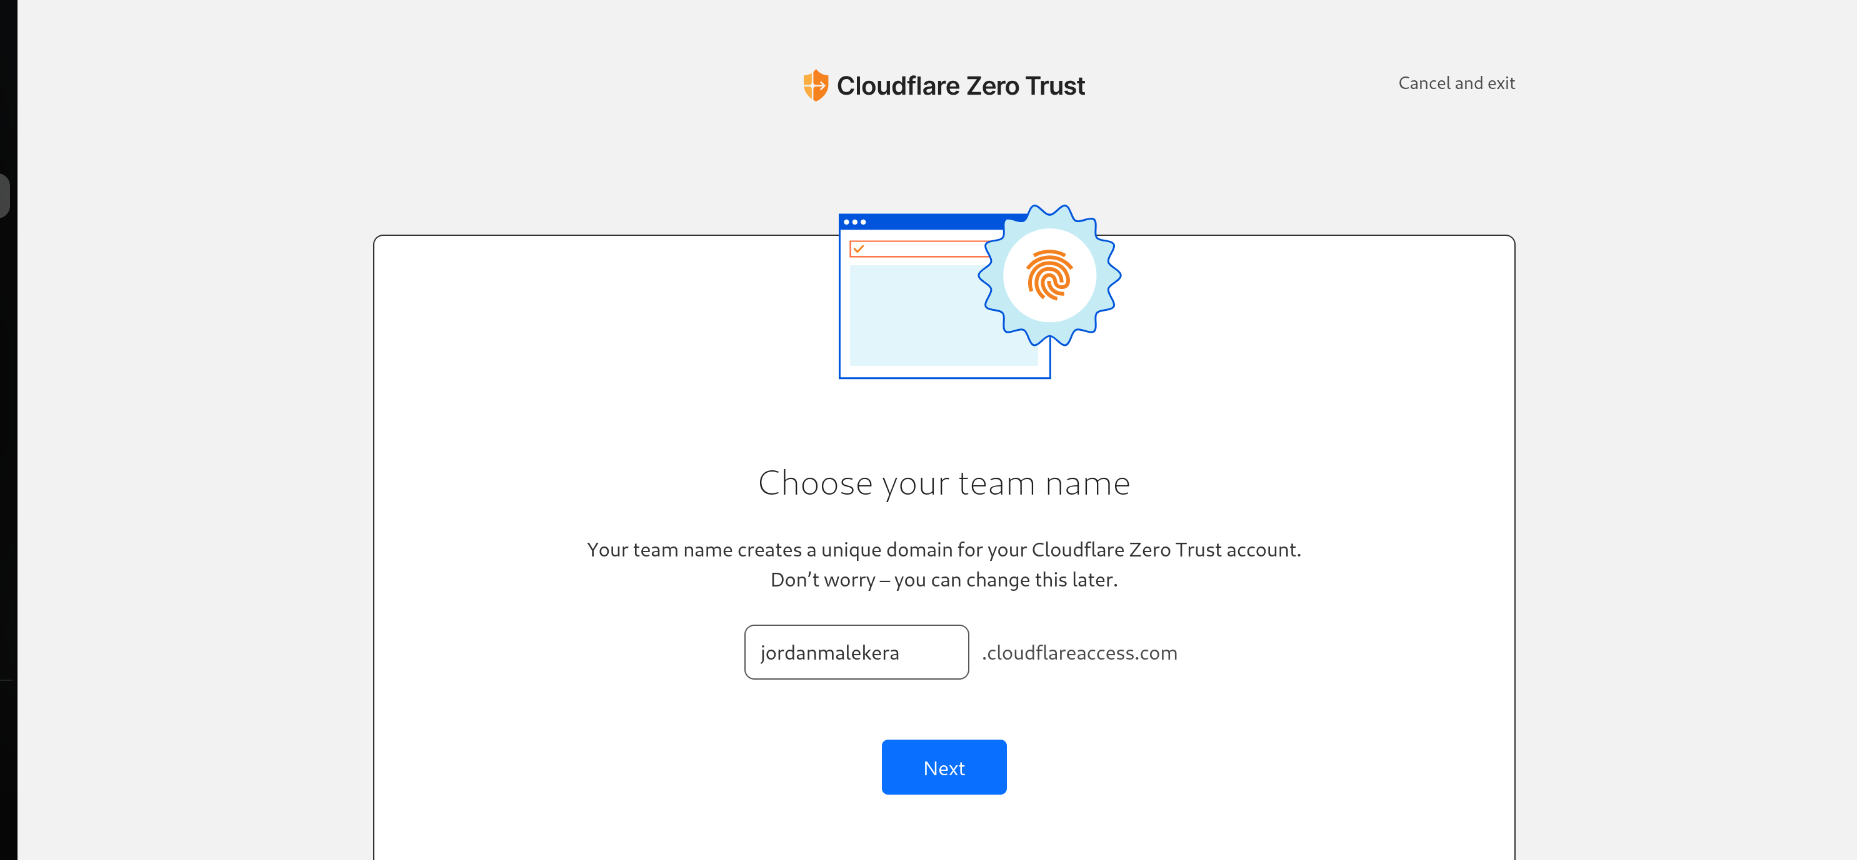 Cloudflare Zero Trust
Cancel and exit
Choose your team name
Your team name creates a unique domain for your Cloudflare Zero Trust account.
Don’t worry – you can change this later.
jordanmalekera .cloudflareaccess.com
Next